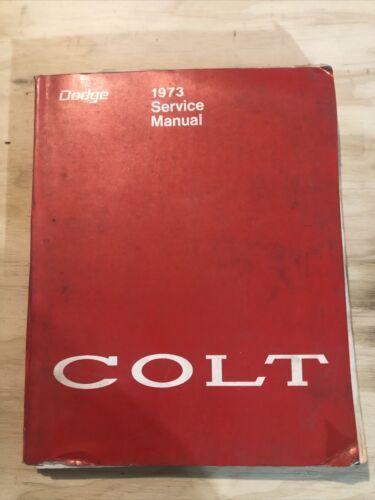 Dodge
1973
Service
Manual
COLT